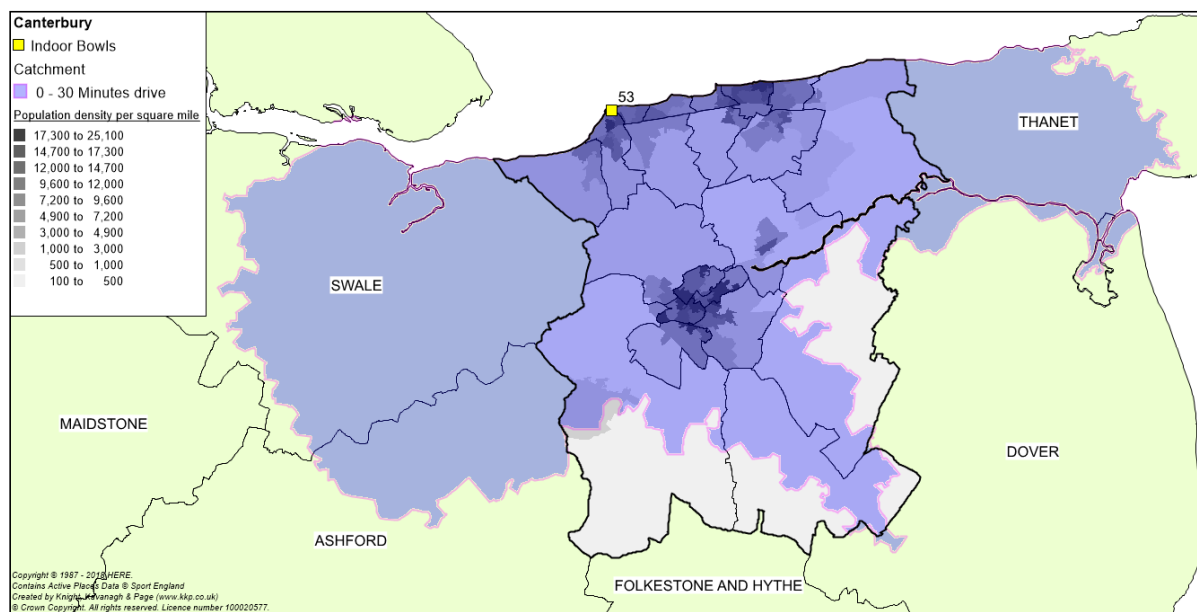 Canterbury
Indoor Bowls
Catchment
0 - 30 Minutes drive
Population density per square mile
17,300 to 25,100
14,700 to 17,300
12,000 to 14,700
9,600 to 12,000
7,200 to 9,600
4,900 to 7,200
3,000 to 4,900
1,000 to 3,000
500 to 1,000
100 to 500
53
THANET
SWALE
MAIDSTONE
DOVER
ASHFORD
FOLKESTONE AND HYTHE
Copyright © 1987 - 2018 HERE.
Contains Active Places Data © Sport England
Created by Knight, Kavanagh & Page (www.kkp.co.uk)
© Crown Copyright. All rights reserved. Licence number 100020577.